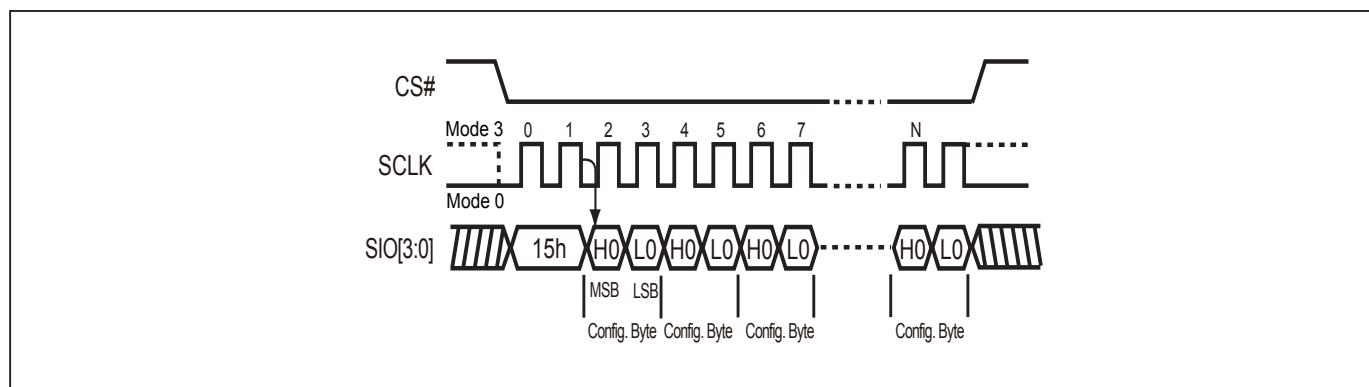 CS#
Mode 3 0 1 2 3 4 5 6 7 N
SCLK
Mode 0
SIO[3:0] 15h H0 L0 H0 L0 H0 L0 H0 L0
MSB LSB
Config. Byte Config. Byte Config. Byte Config. Byte